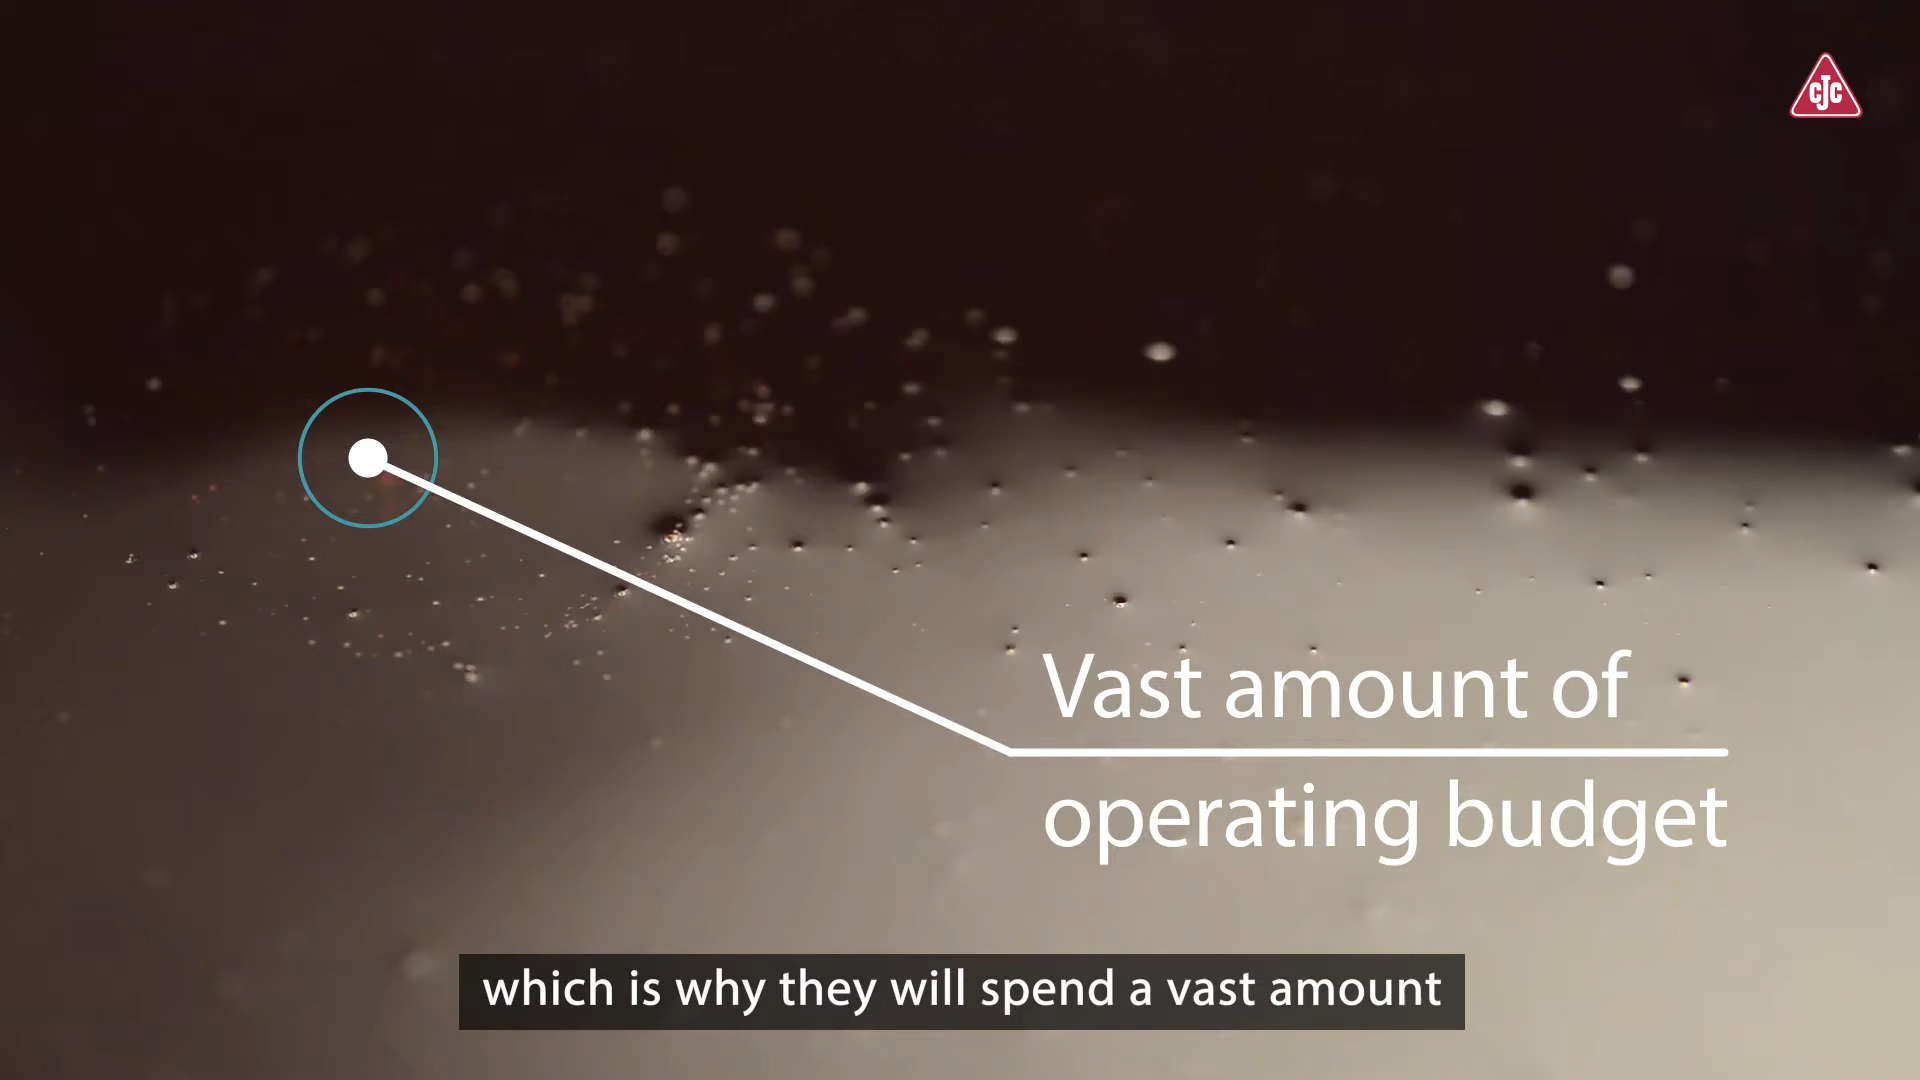 CJC
Vast amount of
operating budget
which is why they will spend a vast amount